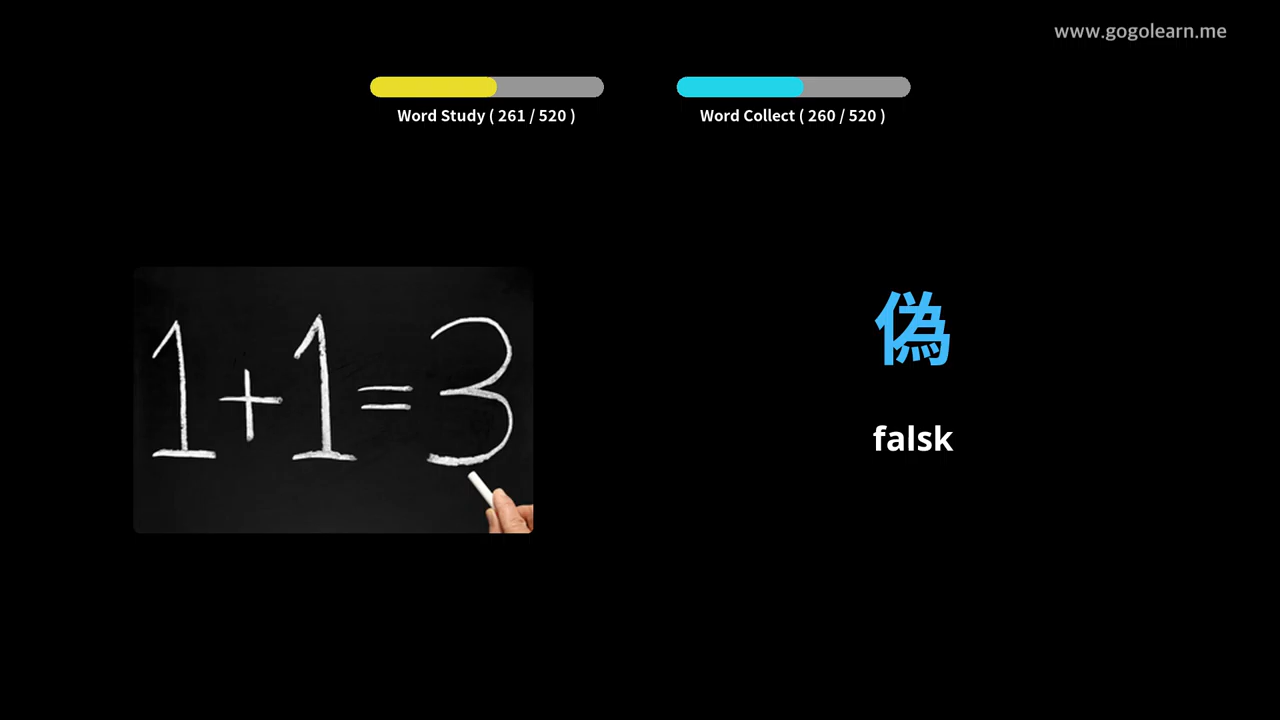 www.gogolearn.me
Word Study ( 261 / 520 )
Word Collect ( 260 / 520 )
1+1=3
偽
falsk